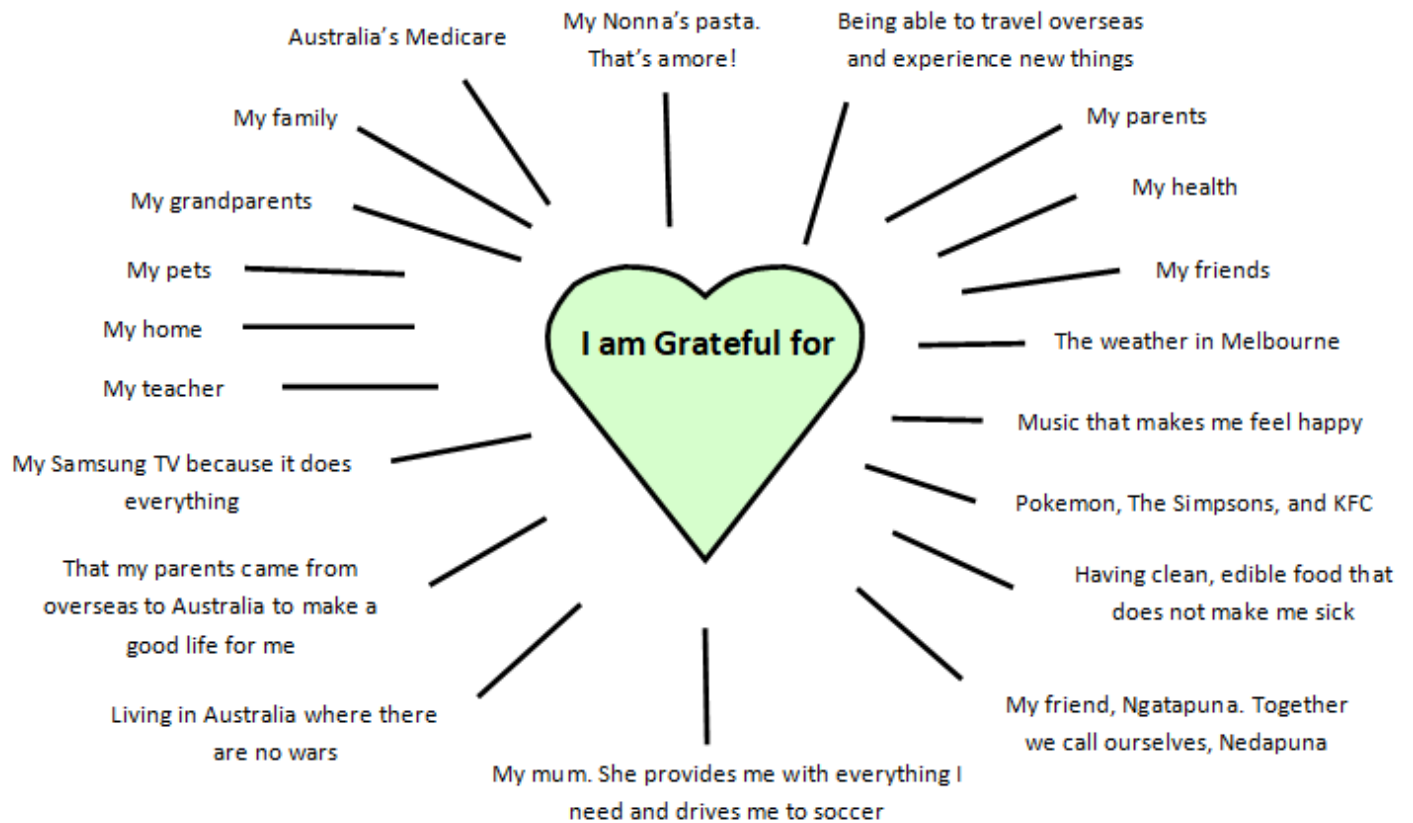 I am Grateful for
Australia's Medicare
My Nonna's pasta.
That's amore!
Being able to travel overseas
and experience new things
My parents
My health
My friends
The weather in Melbourne
Music that makes me feel happy
Pokemon, The Simpsons, and KFC
Having clean, edible food that
does not make me sick
My friend, Ngatapuna. Together
we call ourselves, Nedapuna
My mum. She provides me with everything I
need and drives me to soccer
Living in Australia where there
are no wars
That my parents came from
overseas to Australia to make a
good life for me
My Samsung TV because it does
everything
My teacher
My home
My pets
My grandparents
My family